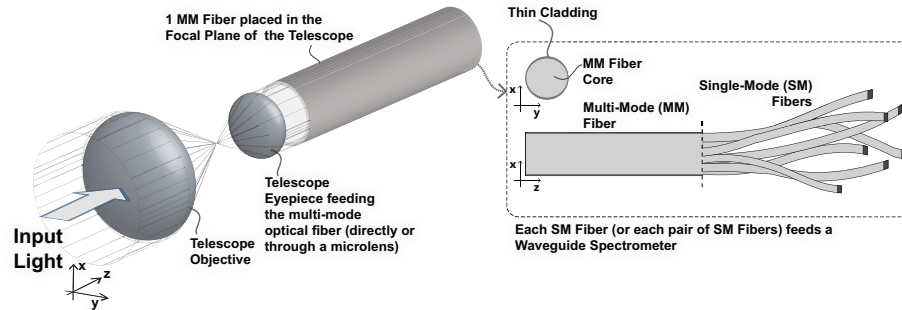 1 MM Fiber placed in the
Focal Plane of the Telescope
Thin Cladding
MM Fiber
Core
x
y
Single-Mode (SM)
Fibers
Multi-Mode (MM)
Fiber
x
z
Telescope
Eyepiece feeding
the multi-mode
optical fiber (directly or
through a microlens)
Telescope
Objective
Input
Light
x
z
y
Each SM Fiber (or each pair of SM Fibers) feeds a
Waveguide Spectrometer